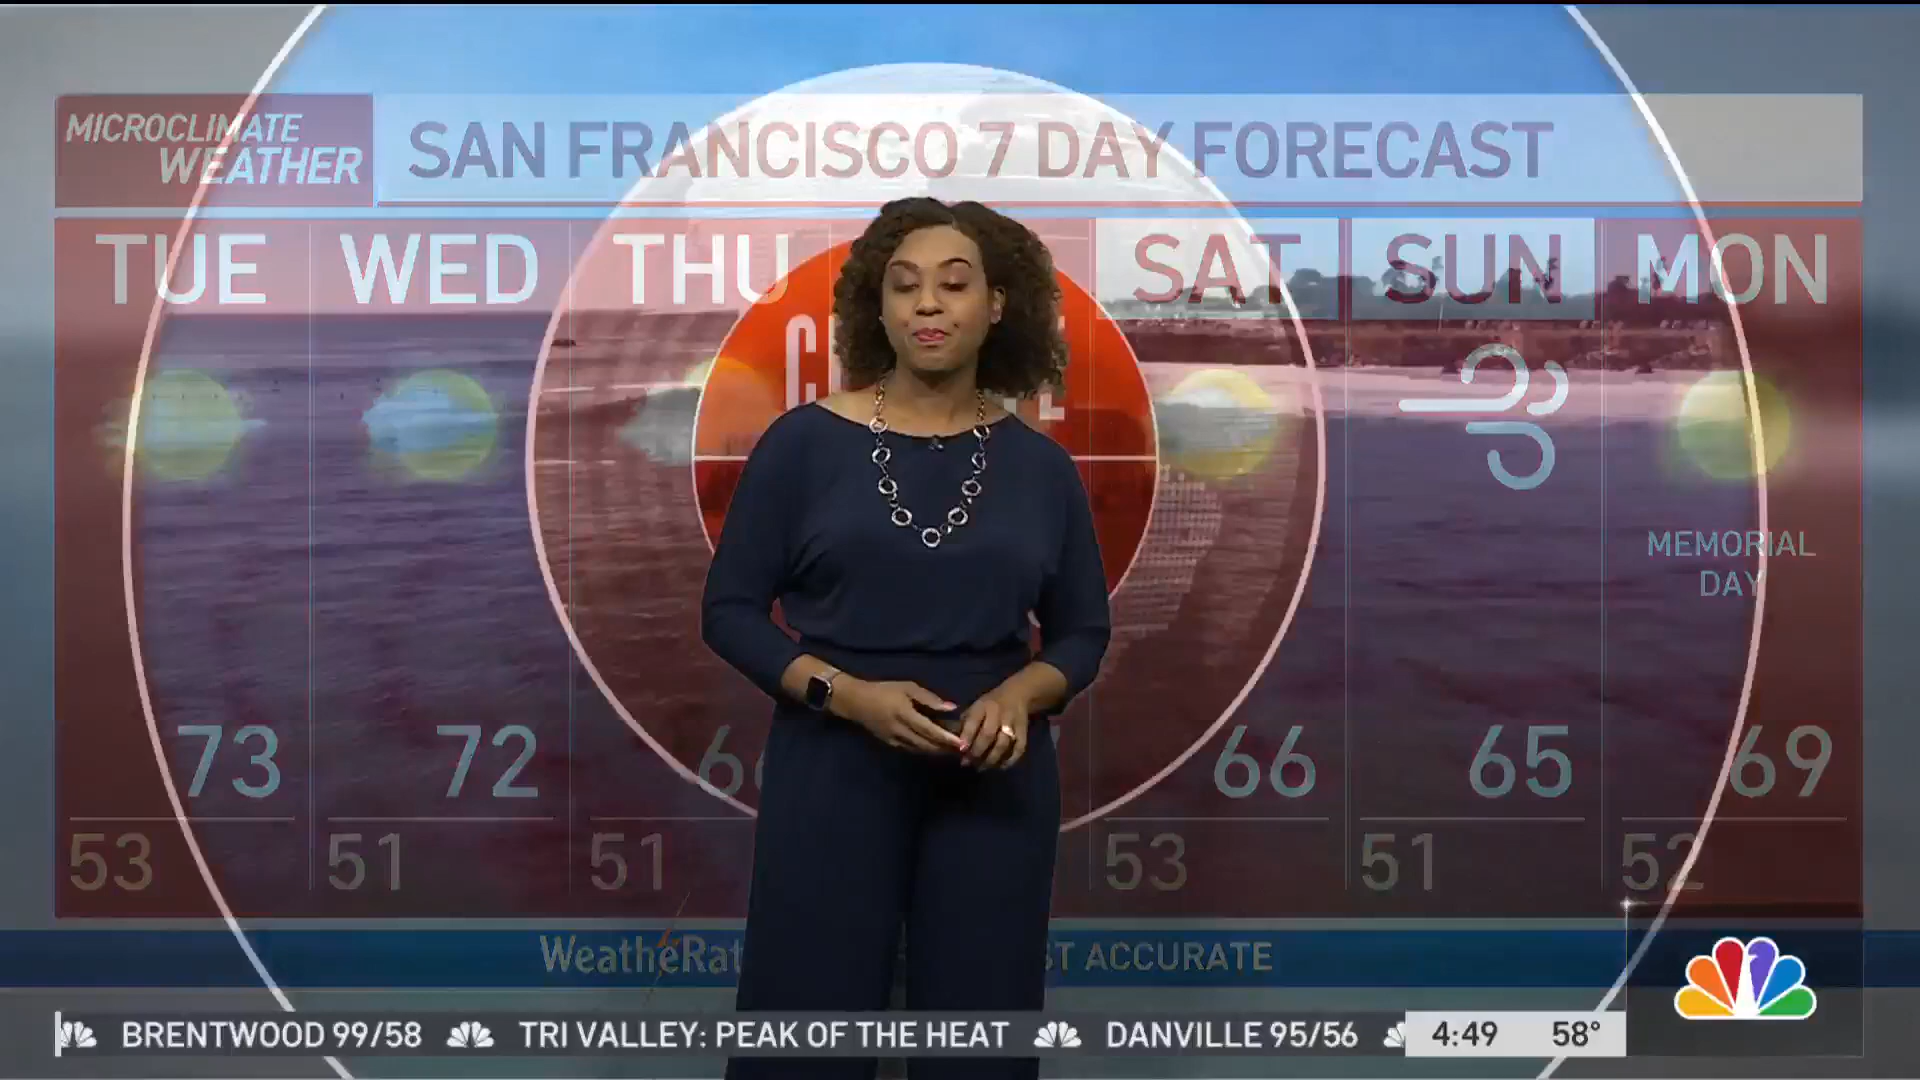 MICROCLIMATE
WEATHER
SAN FRANCISCO 7 DAY FORECAST
TUE WED THU SAT SUN MON
MEMORIAL
DAY
73 72 66 65 69
53 51 51 53 51 52
ACCURATE
BRENTWOOD 99/58 TRI VALLEY: PEAK OF THE HEAT DANVILLE 95/56 4:49 58°